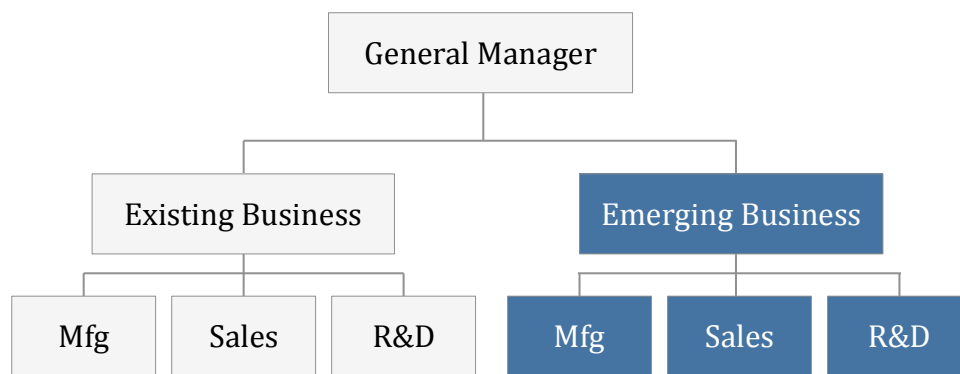 General Manager
Existing Business
Emerging Business
Mfg
Sales
R&D
Mfg
Sales
R&D